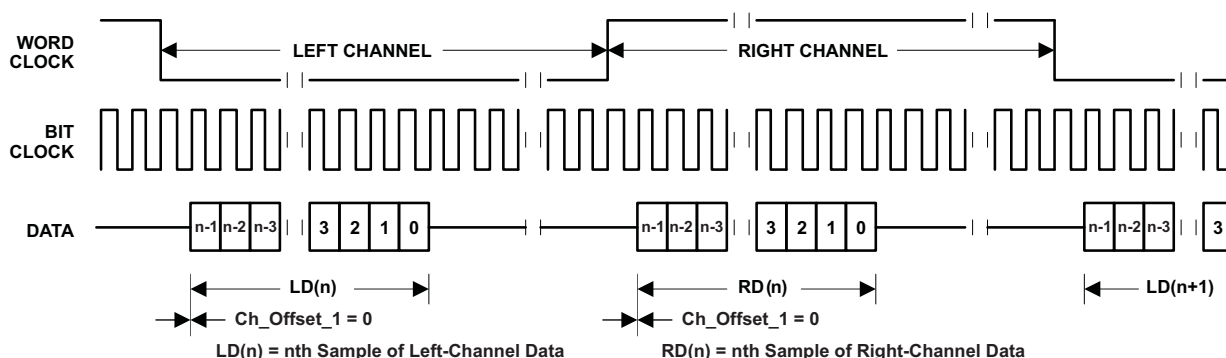 WORD
CLOCK
LEFT CHANNEL
RIGHT CHANNEL
BIT
CLOCK
DATA
n-1 n-2 n-3 3 2 1 0 n-1 n-2 n-3 3 2 1 0 n-1 n-2 n-3 3
LD(n) RD(n) LD(n+1)
Ch_Offset_1 = 0 Ch_Offset_1 = 0
LD(n) = nth Sample of Left-Channel Data RD(n) = nth Sample of Right-Channel Data